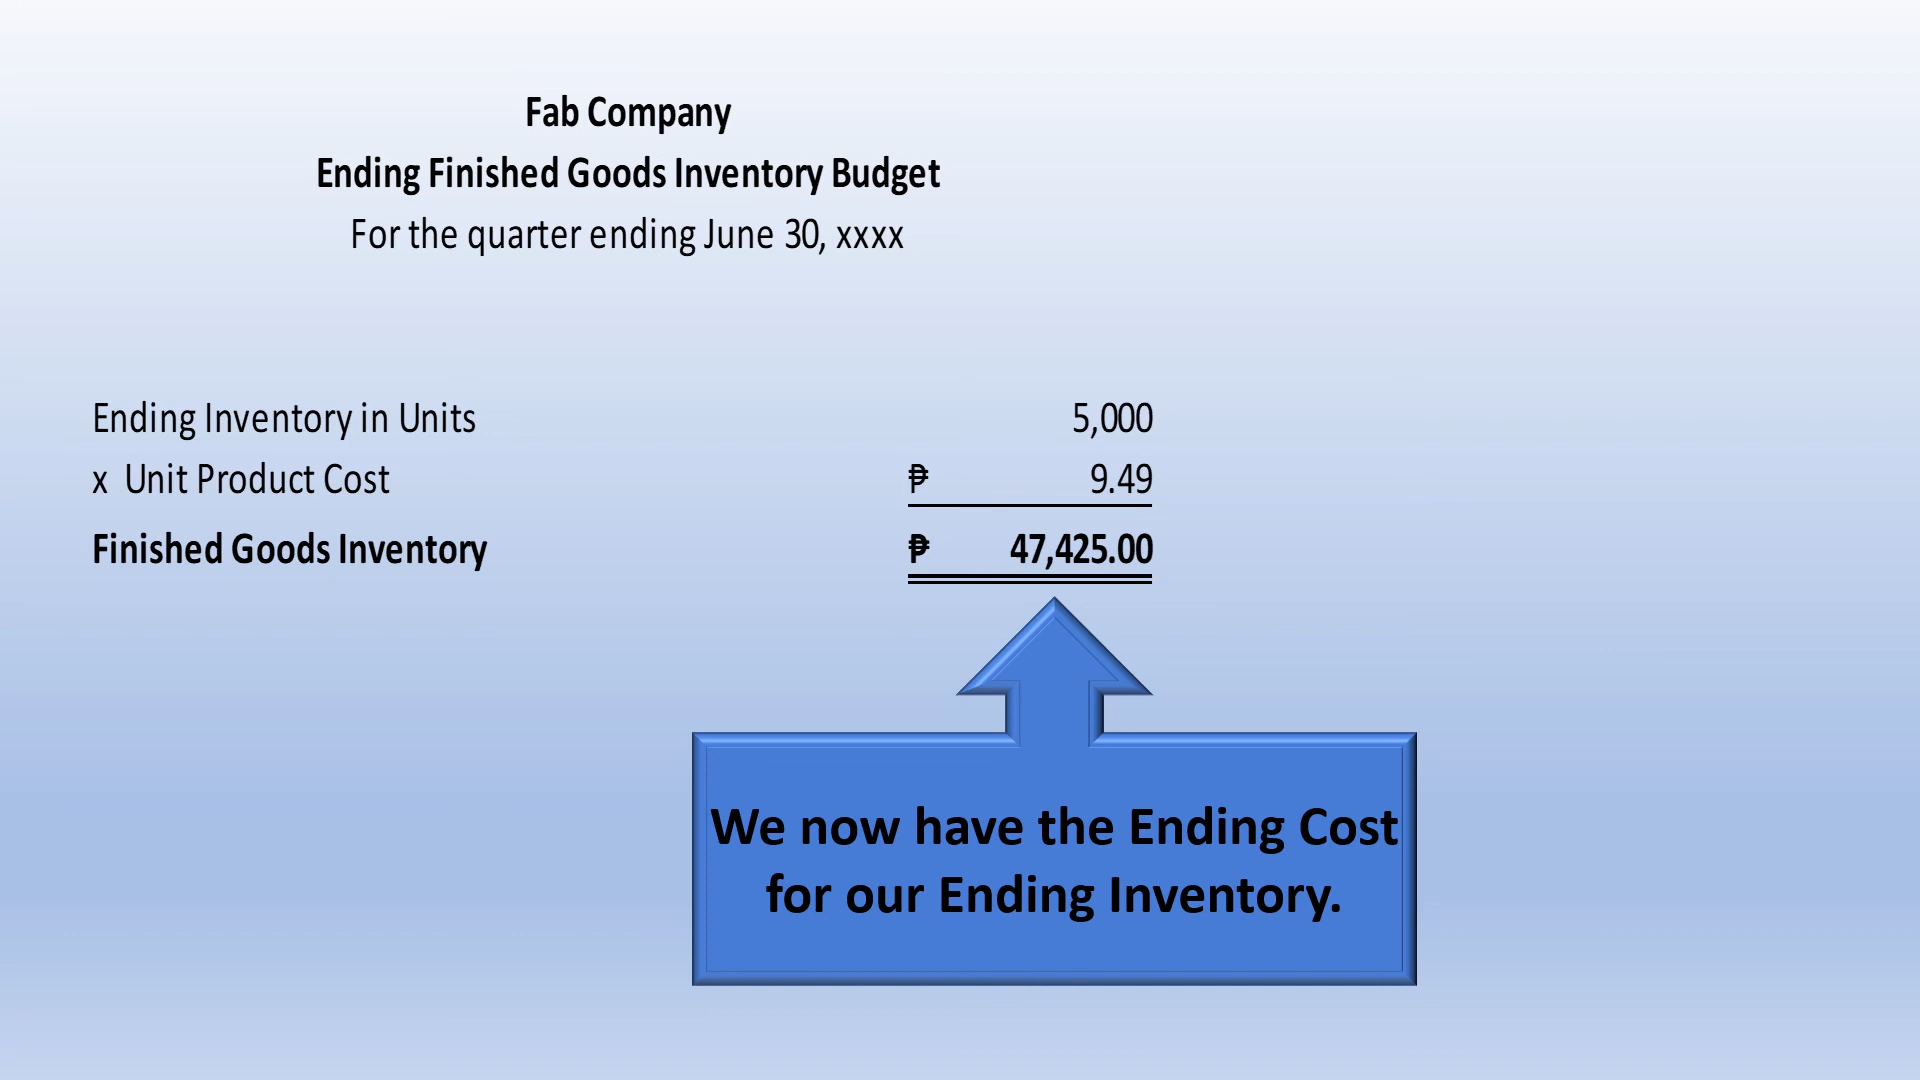 Fab Company
Ending Finished Goods Inventory Budget
For the quarter ending June 30, xxxx
Ending Inventory in Units 5,000
x Unit Product Cost ₱ 9.49
Finished Goods Inventory ₱ 47,425.00
We now have the Ending Cost
for our Ending Inventory.